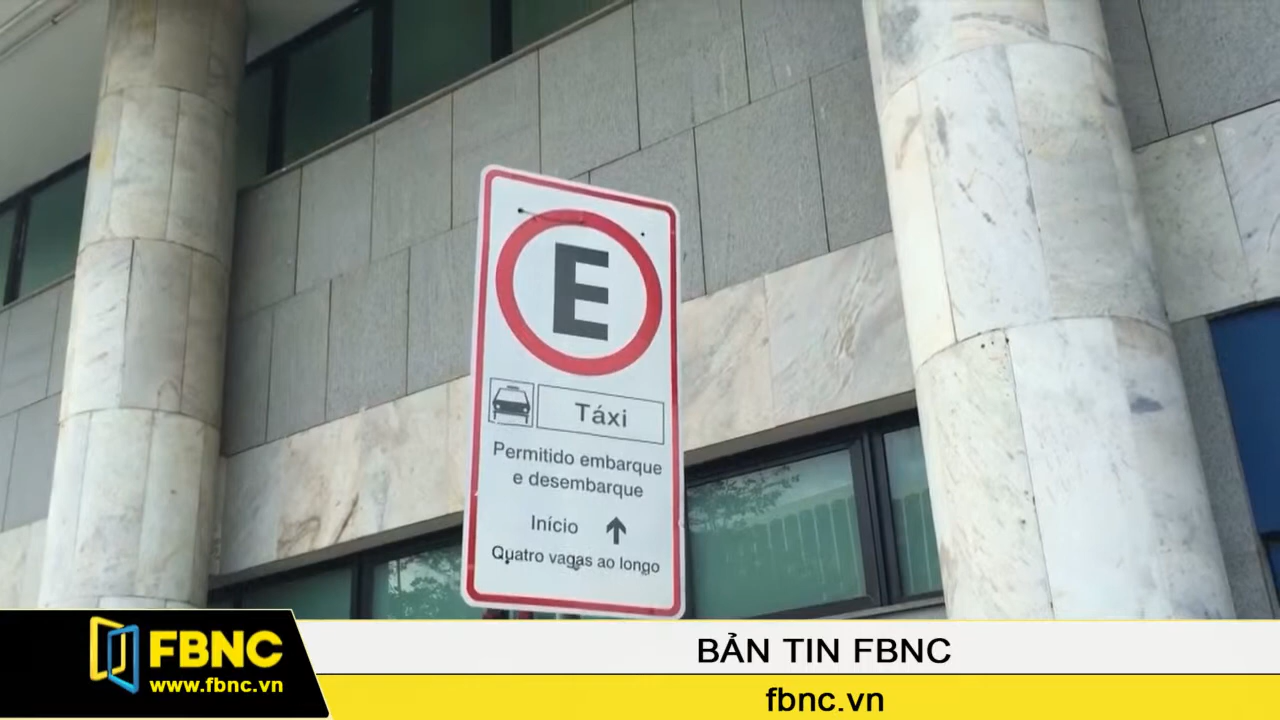 E
Táxi
Permitido embarque
e desembarque
Início ↑
Quatro vagas ao longo
FBNC
www.fbnc.vn
BẢN TIN FBNC
fbnc.vn